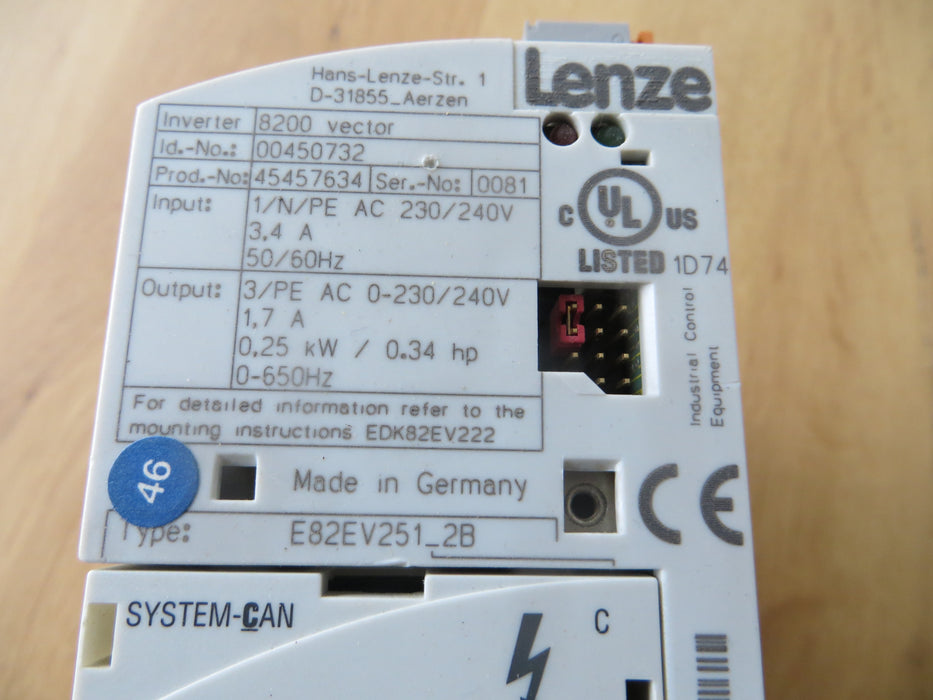 Hans-Lenze-Str. 1
D-31855_Aerzen
Lenze
Inverter 8200 vector
Id.-No.: 00450732
Prod.-No: 45457634 Ser.-No: 0081
Input: 1/N/PE AC 230/240V
3,4 A
50/60Hz
Output: 3/PE AC 0-230/240V
1,7 A
0,25 kW / 0.34 hp
0-650Hz
For detailed information refer to the
mounting instructions EDK82EV222
C UL US
LISTED 1D74
Industrial Control
Equipment
46
Made in Germany
CE
Type: E82EV251_2B
SYSTEM-CAN
C